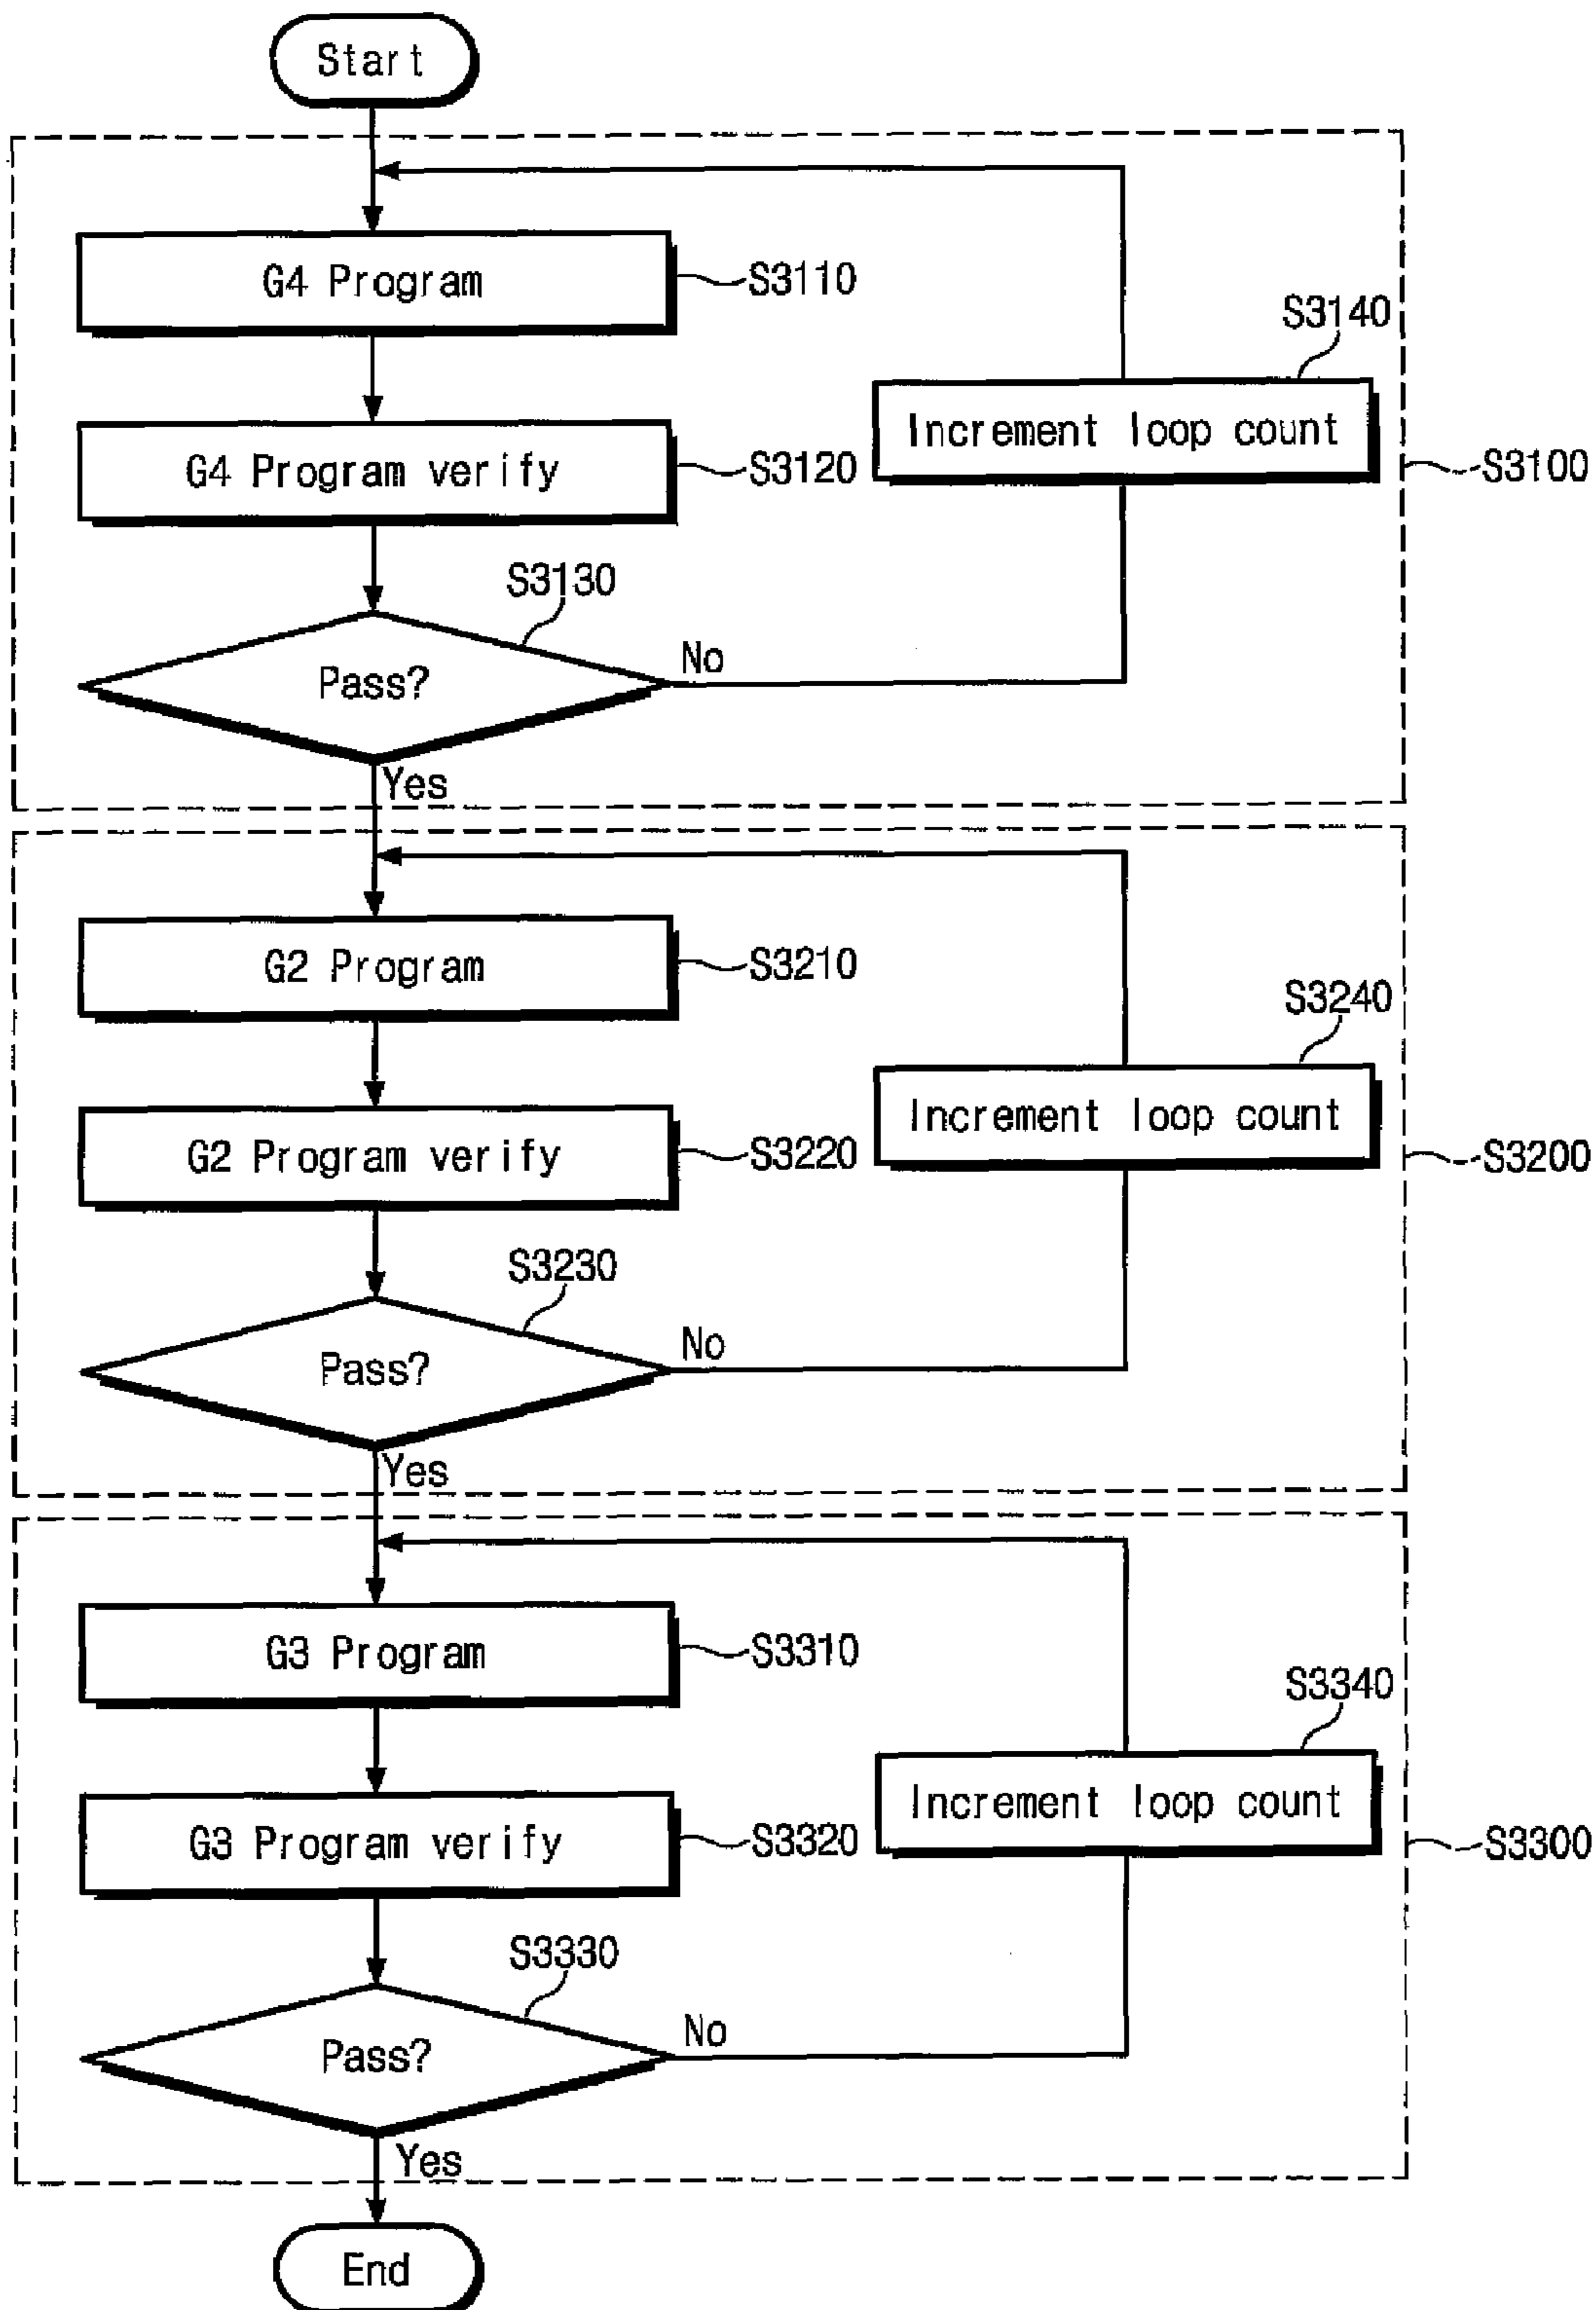 Start
G4 Program
S3110
S3140
Increment loop count
G4 Program verify
S3120
S3100
S3130
Pass?
No
Yes
G2 Program
S3210
S3240
Increment loop count
G2 Program verify
S3220
S3200
S3230
Pass?
No
Yes
G3 Program
S3310
S3340
Increment loop count
G3 Program verify
S3320
S3300
S3330
Pass?
No
Yes
End